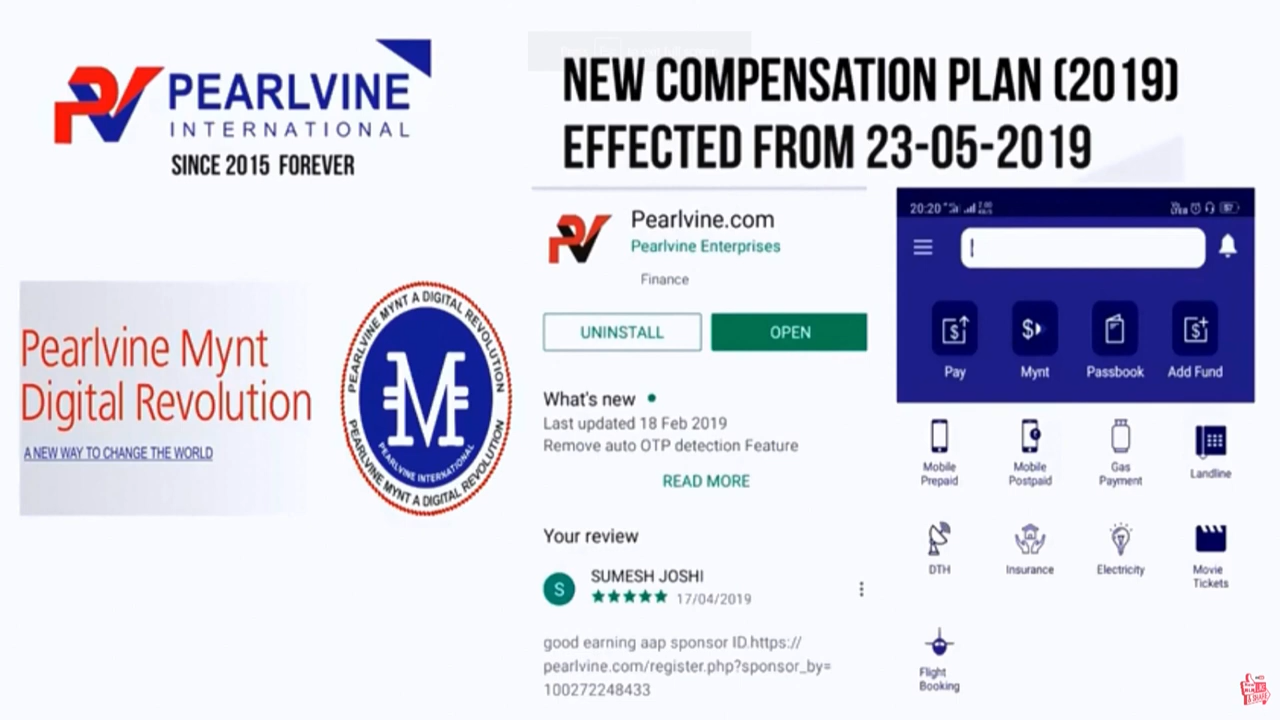 PV PEARLVINE
INTERNATIONAL
SINCE 2015 FOREVER
NEW COMPENSATION PLAN (2019)
EFFECTED FROM 23-05-2019
Pearlvine Mynt
Digital Revolution
A NEW WAY TO CHANGE THE WORLD
PEARLVINE MYNT A DIGITAL REVOLUTION
M
PEARLVINE INTERNATIONAL
PEARLVINE MYNT A DIGITAL REVOLUTION
PV
Pearlvine.com
Pearlvine Enterprises
Finance
UNINSTALL
OPEN
What's new
Last updated 18 Feb 2019
Remove auto OTP detection Feature
READ MORE
Your review
S
SUMESH JOSHI
17/04/2019
good earning aap sponsor ID.https://
pearlvine.com/register.php?sponsor_by=
100272248433
20:20
Pay
Mynt
Passbook
Add Fund
Mobile
Prepaid
Mobile
Postpaid
Gas
Payment
Landline
DTH
Insurance
Electricity
Movie
Tickets
Flight
Booking